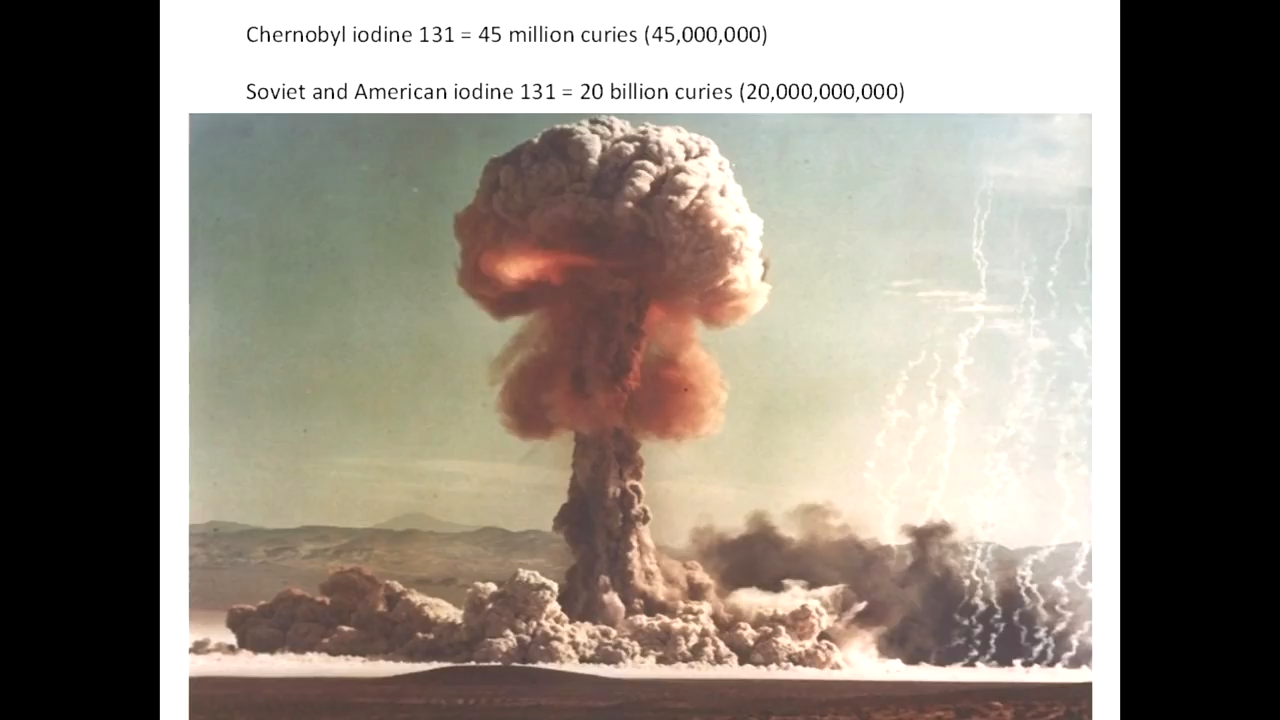 Chernobyl iodine 131 = 45 million curies (45,000,000)
Soviet and American iodine 131 = 20 billion curies (20,000,000,000)